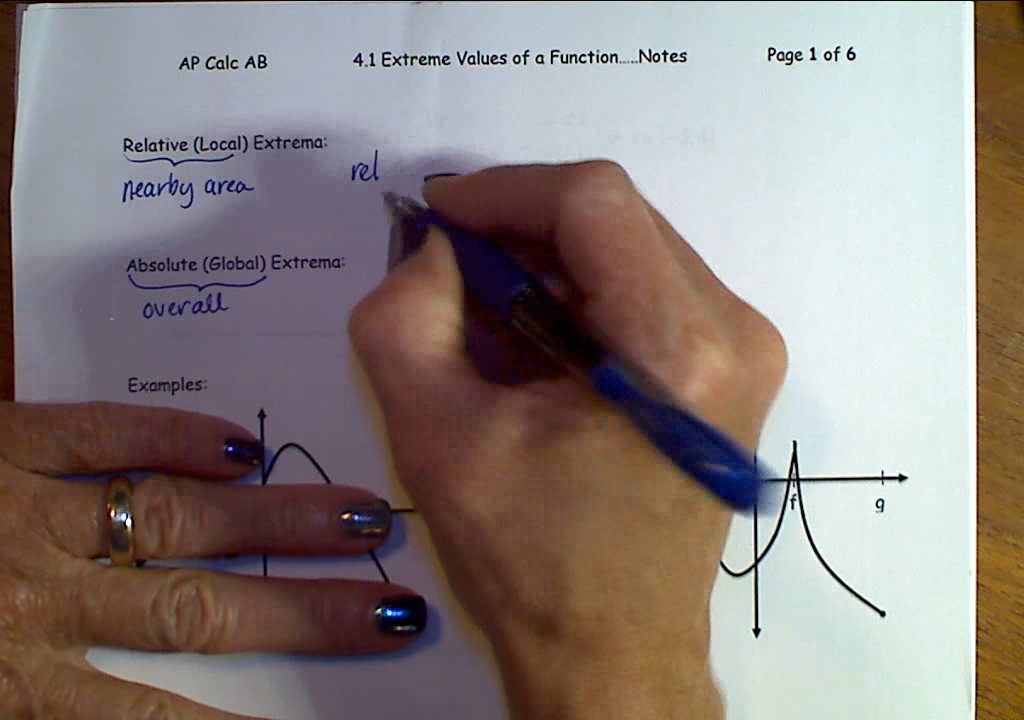 AP Calc AB 4.1 Extreme Values of a Function.....Notes Page 1 of 6
Relative (Local) Extrema:
rel
nearby area
Absolute (Global) Extrema:
overall
Examples:
f g